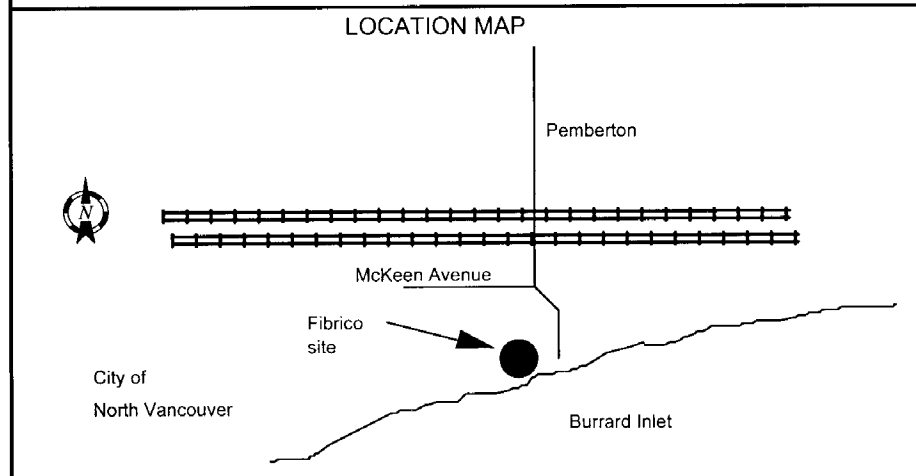 LOCATION MAP
Pemberton
N
McKeen Avenue
Fibrico
site
City of
North Vancouver
Burrard Inlet